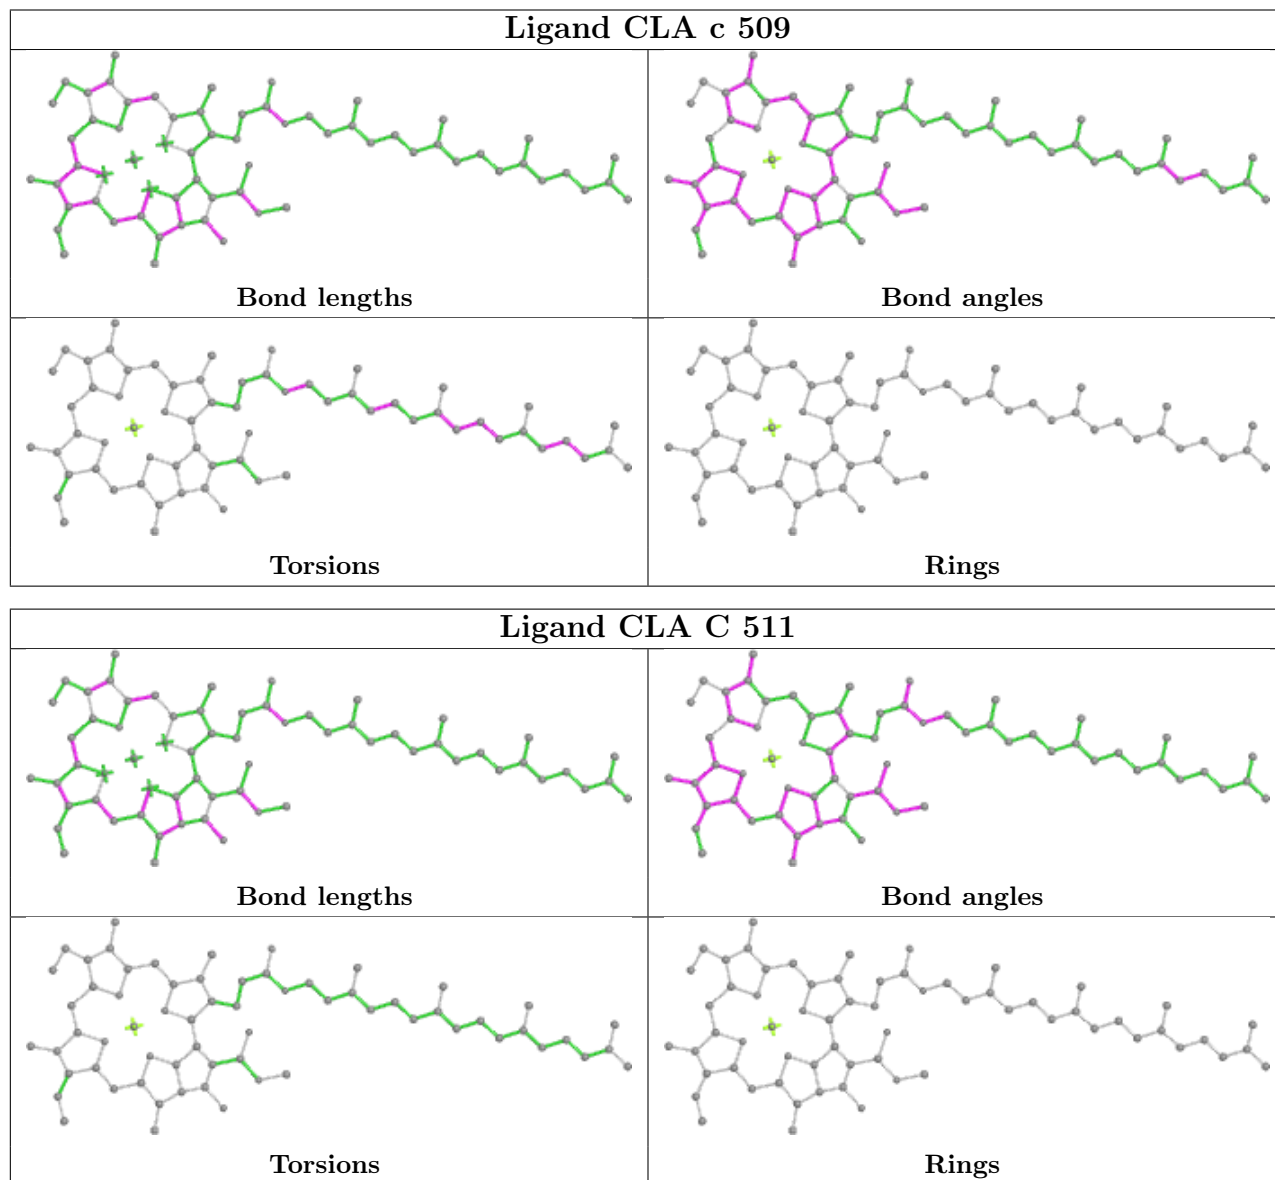 Ligand CLA c 509
Bond lengths
Bond angles
Torsions
Rings
Ligand CLA C 511
Bond lengths
Bond angles
Torsions
Rings